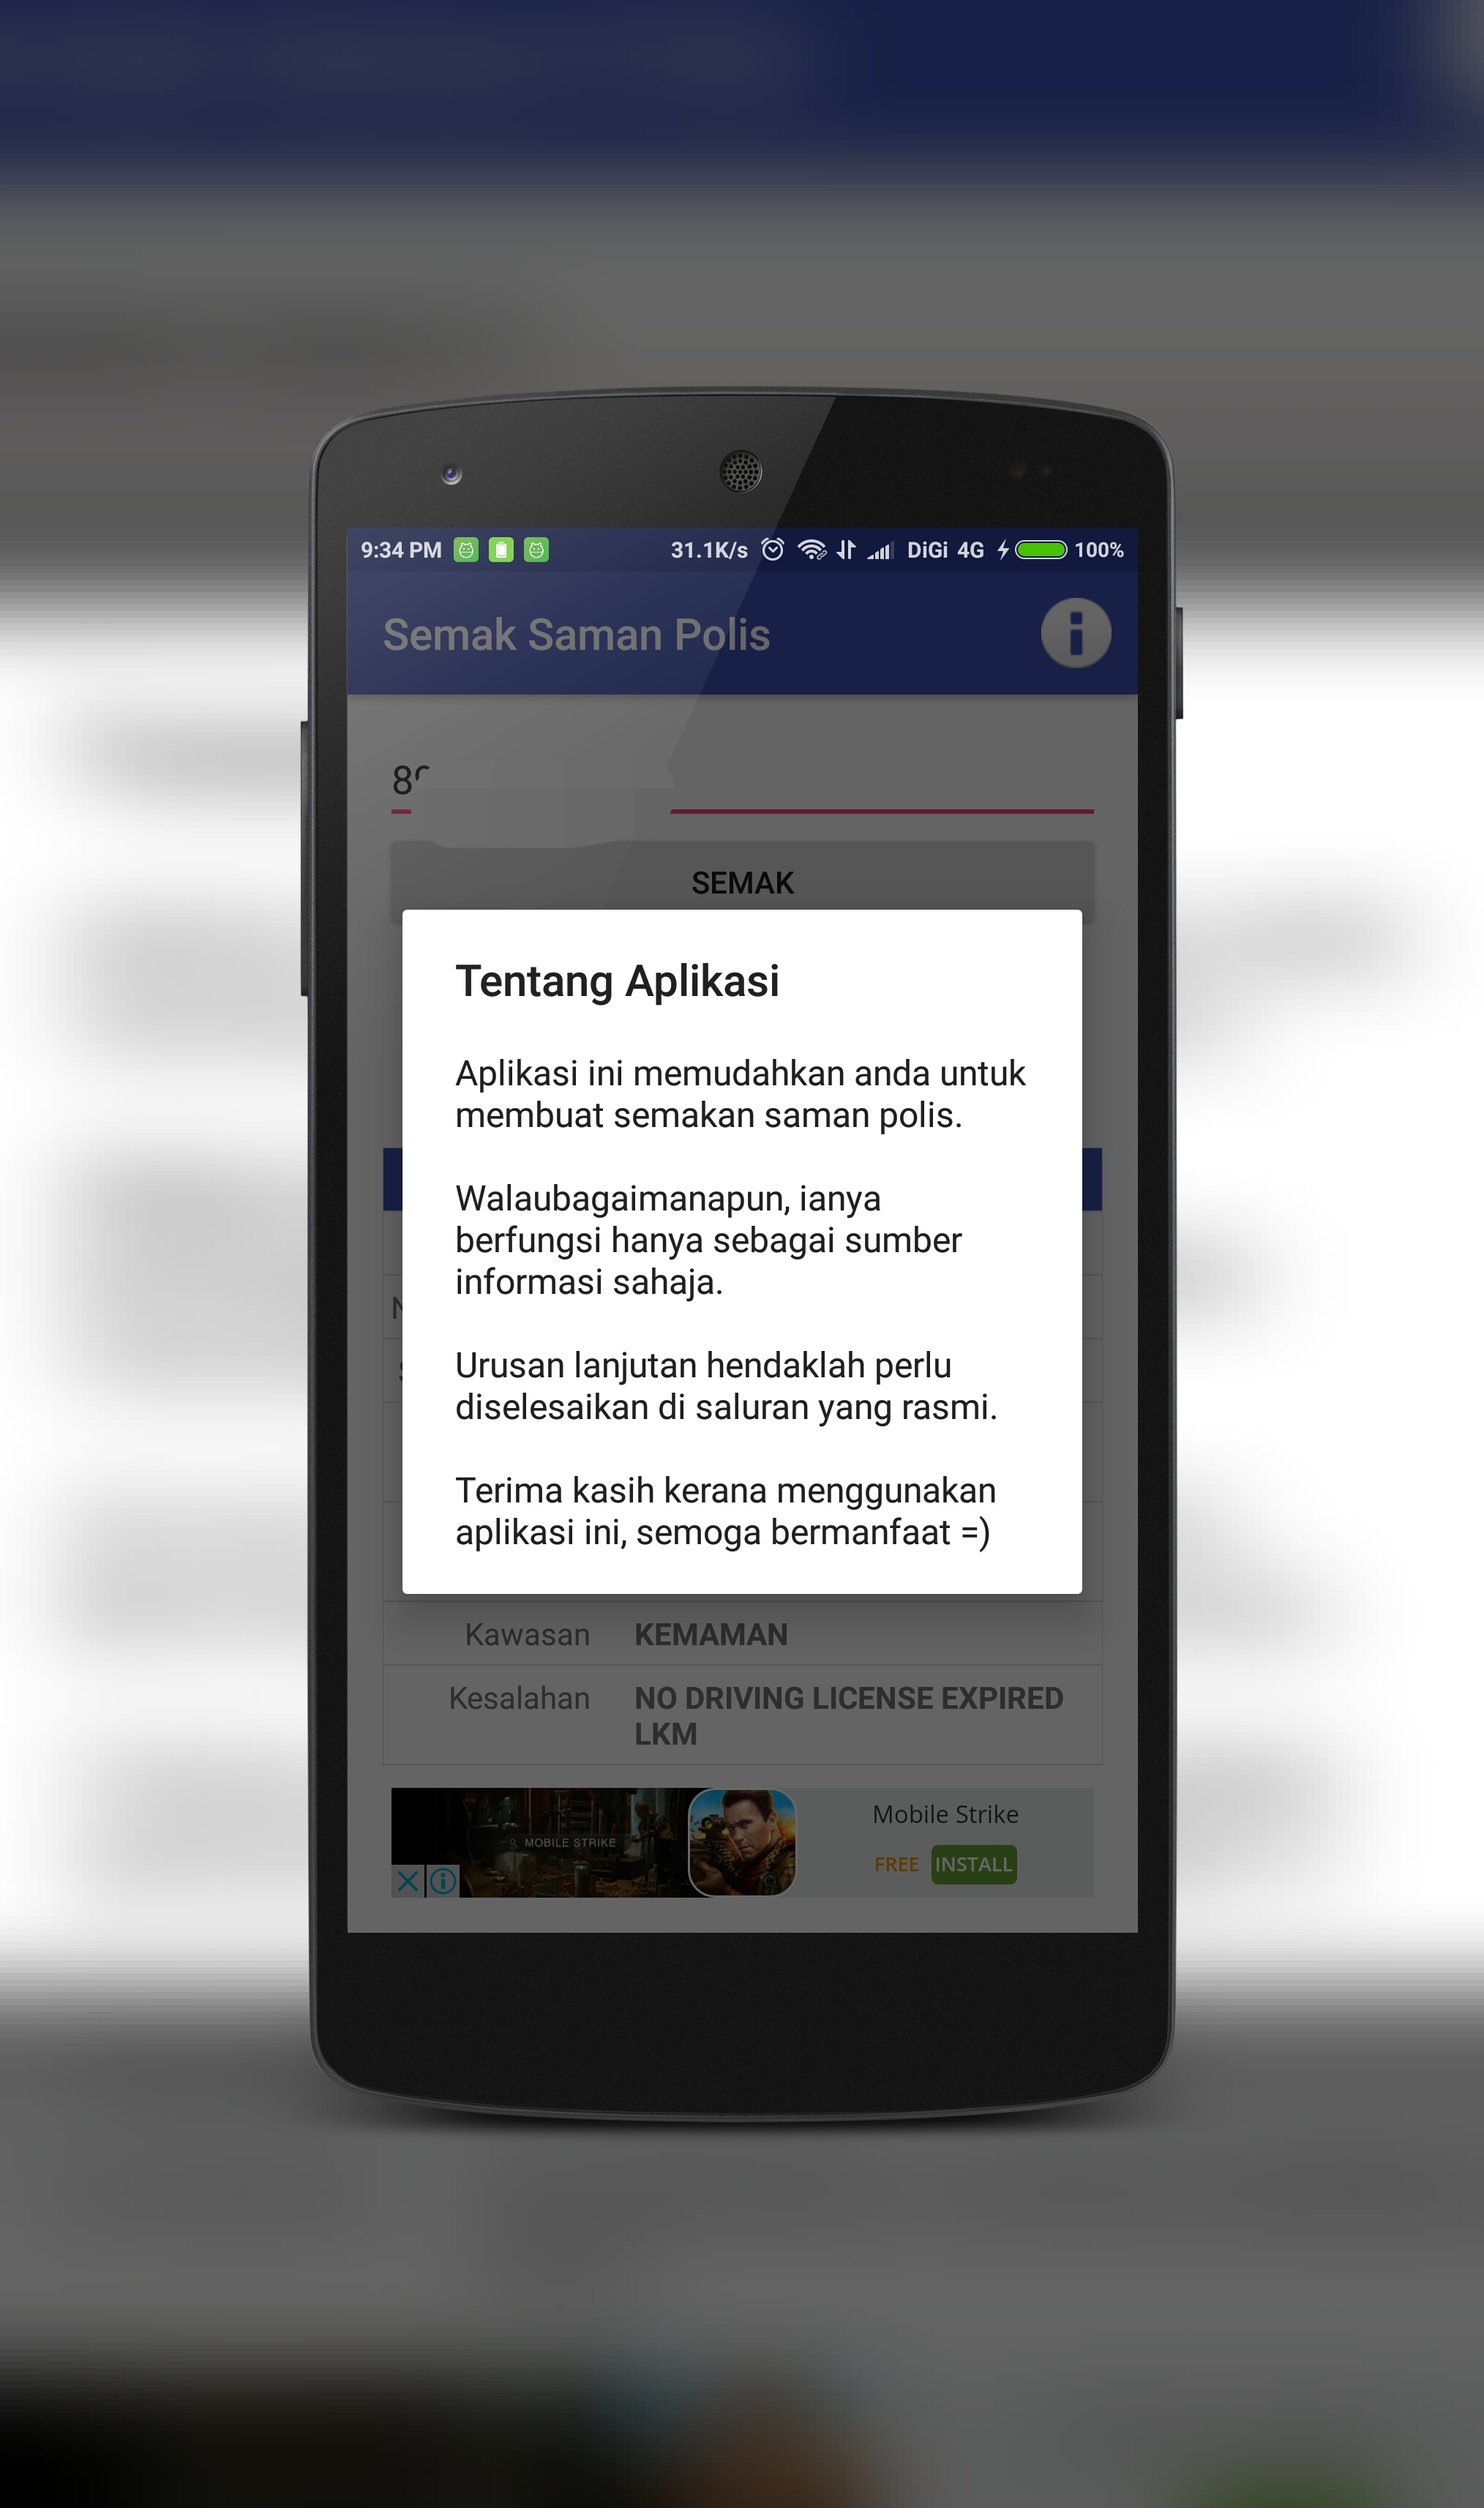 9:34 PM 31.1K/s DiGi 4G 100%
Semak Saman Polis
SEMAK
Tentang Aplikasi
Aplikasi ini memudahkan anda untuk
membuat semakan saman polis.
Walaubagaimanapun, ianya
berfungsi hanya sebagai sumber
informasi sahaja.
Urusan lanjutan hendaklah perlu
diselesaikan di saluran yang rasmi.
Terima kasih kerana menggunakan
aplikasi ini, semoga bermanfaat =)
Kawasan KEMAMAN
Kesalahan NO DRIVING LICENSE EXPIRED
LKM
MOBILE STRIKE
Mobile Strike
FREE INSTALL